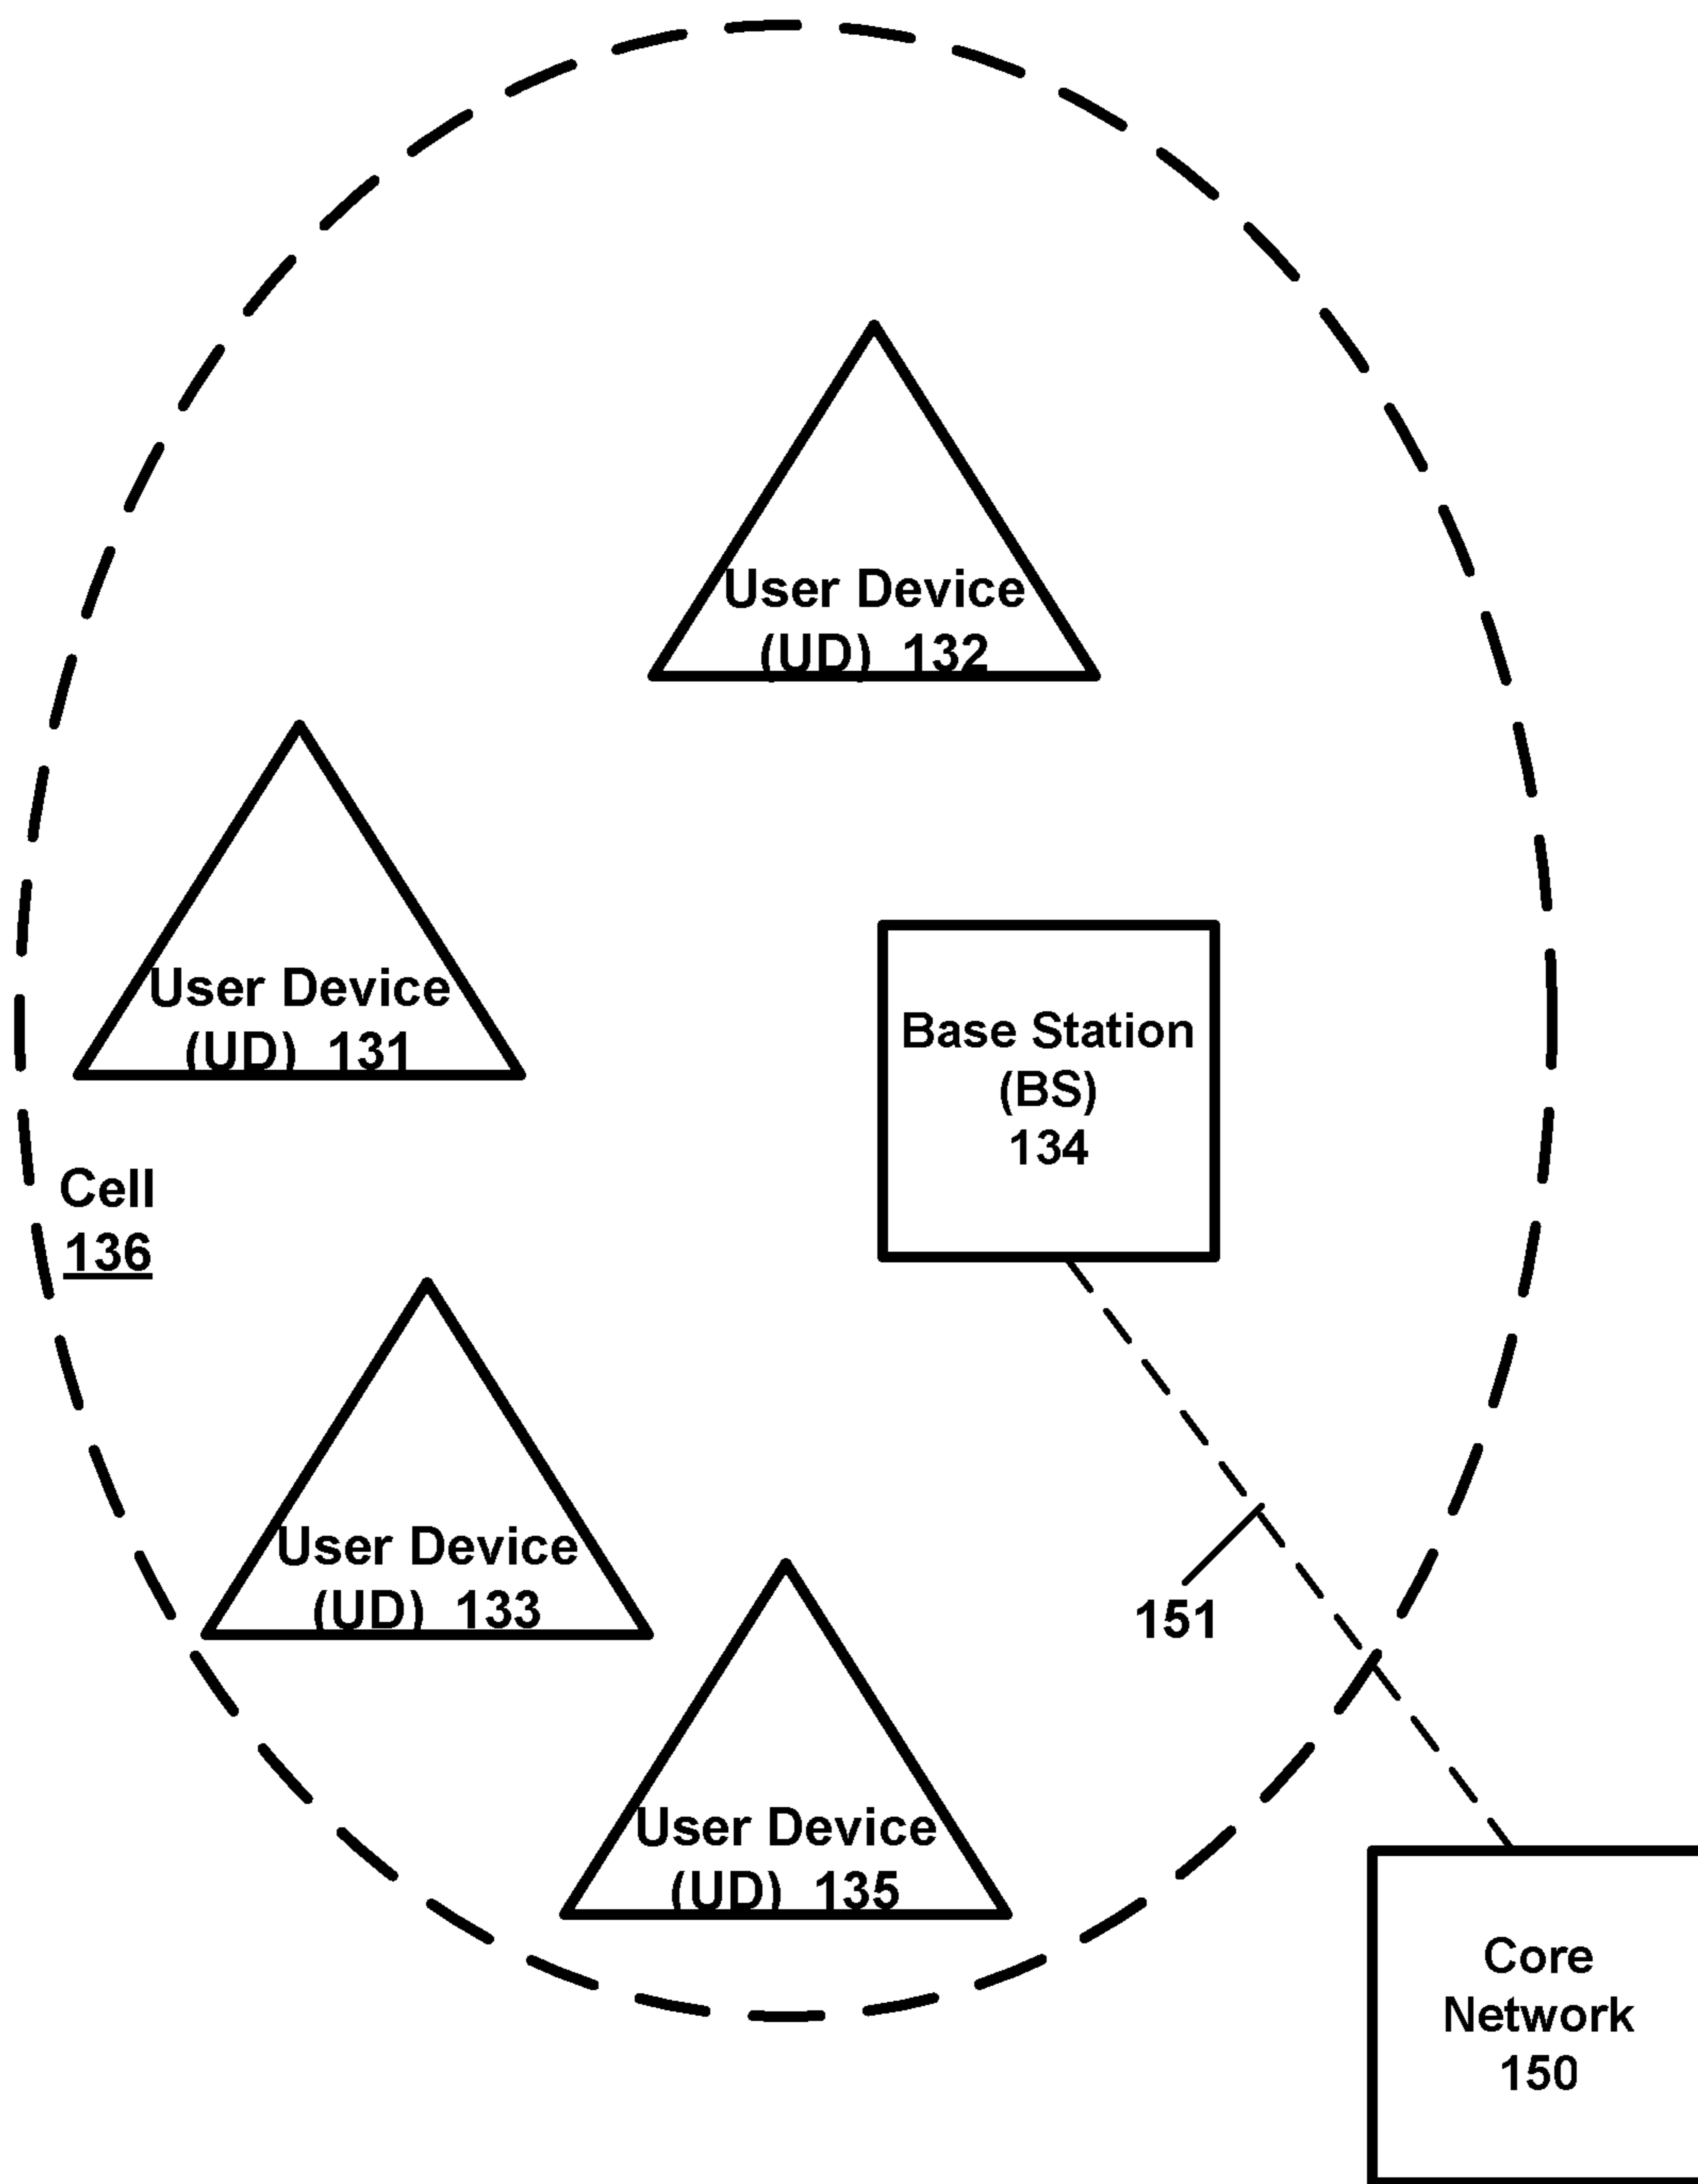 User Device
(UD) 132
User Device
(UD) 131
Base Station
(BS)
134
Cell
136
User Device
(UD) 133
151
User Device
(UD) 135
Core
Network
150